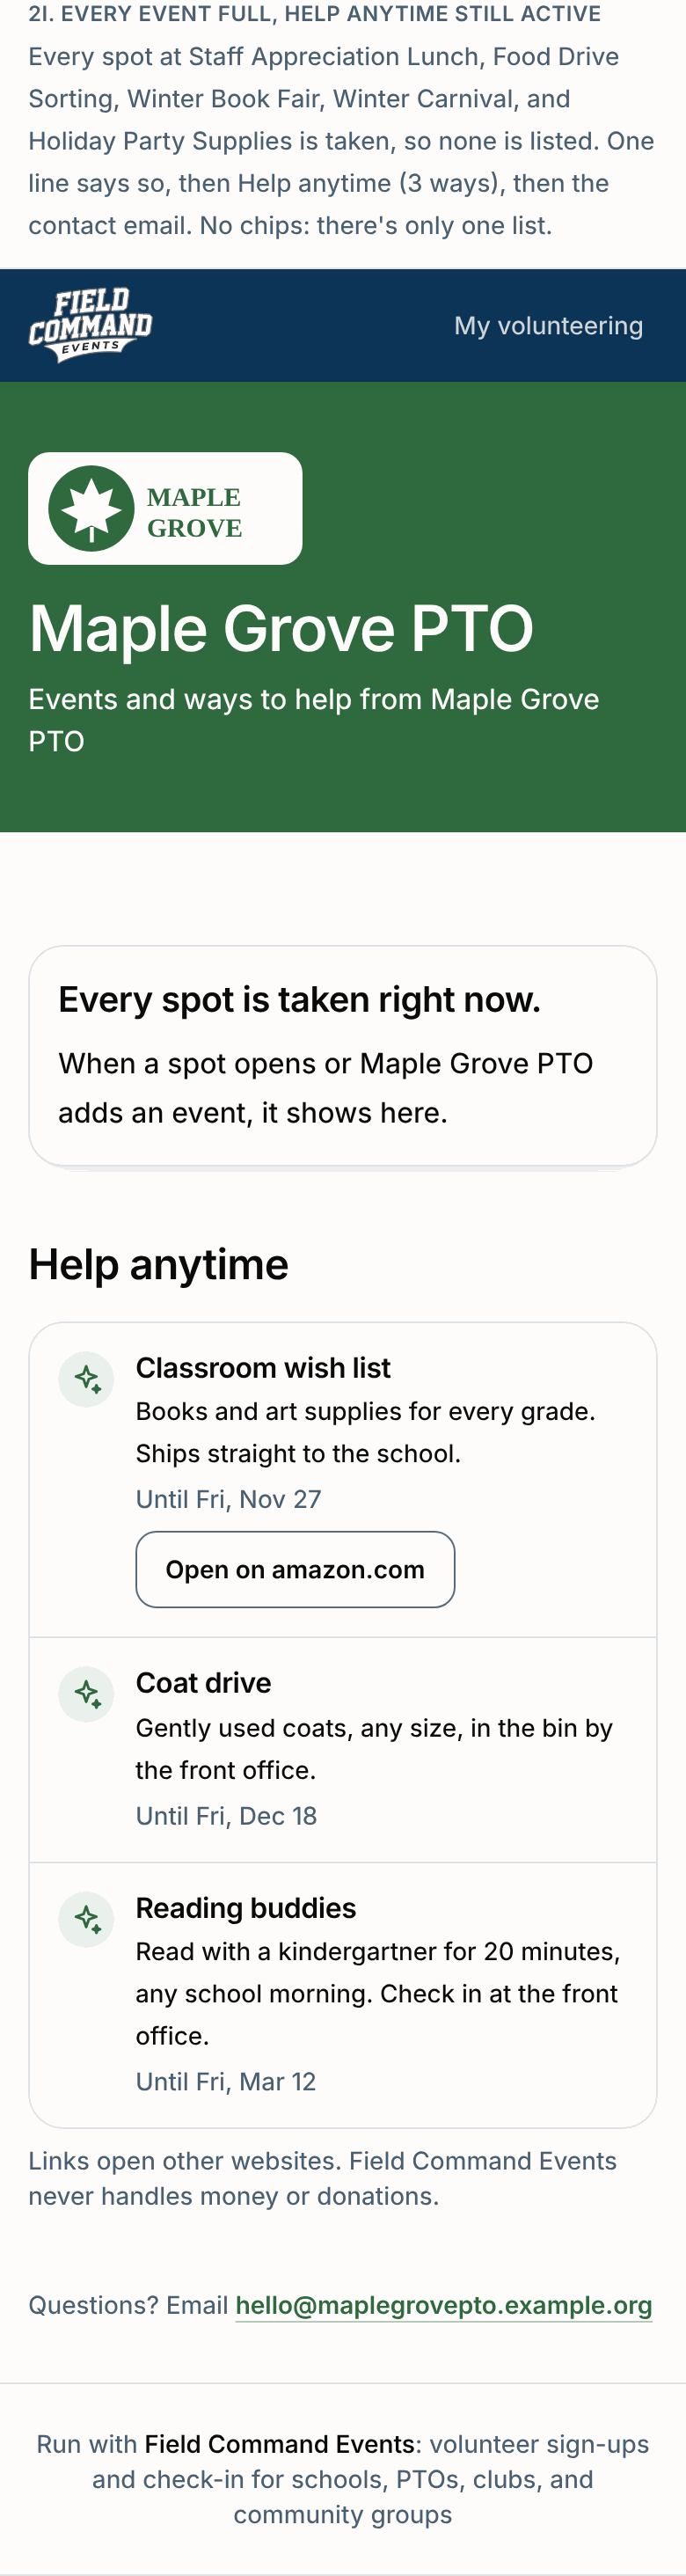 2I. EVERY EVENT FULL, HELP ANYTIME STILL ACTIVE
Every spot at Staff Appreciation Lunch, Food Drive
Sorting, Winter Book Fair, Winter Carnival, and
Holiday Party Supplies is taken, so none is listed. One
line says so, then Help anytime (3 ways), then the
contact email. No chips: there's only one list.
FIELD
COMMAND
EVENTS
My volunteering
MAPLE
GROVE
Maple Grove PTO
Events and ways to help from Maple Grove
PTO
Every spot is taken right now.
When a spot opens or Maple Grove PTO
adds an event, it shows here.
Help anytime
Classroom wish list
Books and art supplies for every grade.
Ships straight to the school.
Until Fri, Nov 27
Open on amazon.com
Coat drive
Gently used coats, any size, in the bin by
the front office.
Until Fri, Dec 18
Reading buddies
Read with a kindergartner for 20 minutes,
any school morning. Check in at the front
office.
Until Fri, Mar 12
Links open other websites. Field Command Events
never handles money or donations.
Questions? Email hello@maplegrovepto.example.org
Run with Field Command Events: volunteer sign-ups
and check-in for schools, PTOs, clubs, and
community groups